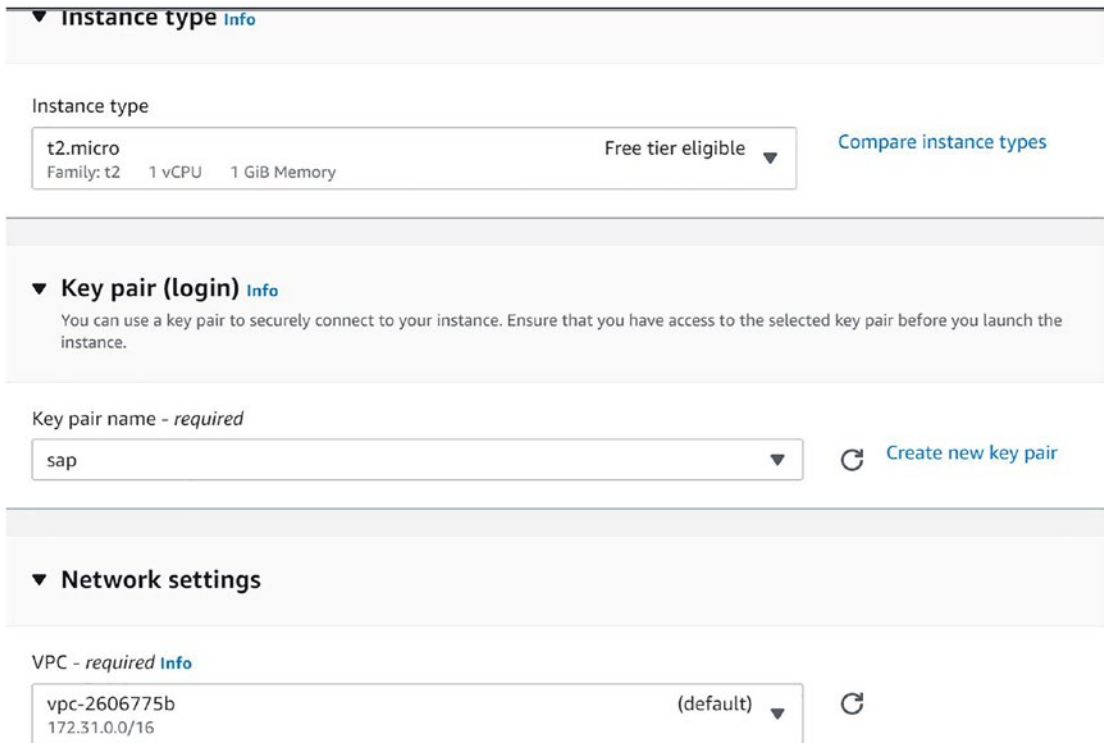 Instance type Info
Instance type
t2.micro Free tier eligible
Family: t2 1 vCPU 1 GiB Memory
Compare instance types
Key pair (login) Info
You can use a key pair to securely connect to your instance. Ensure that you have access to the selected key pair before you launch the
instance.
Key pair name - required
sap
Create new key pair
Network settings
VPC - required Info
vpc-2606775b (default)
172.31.0.0/16